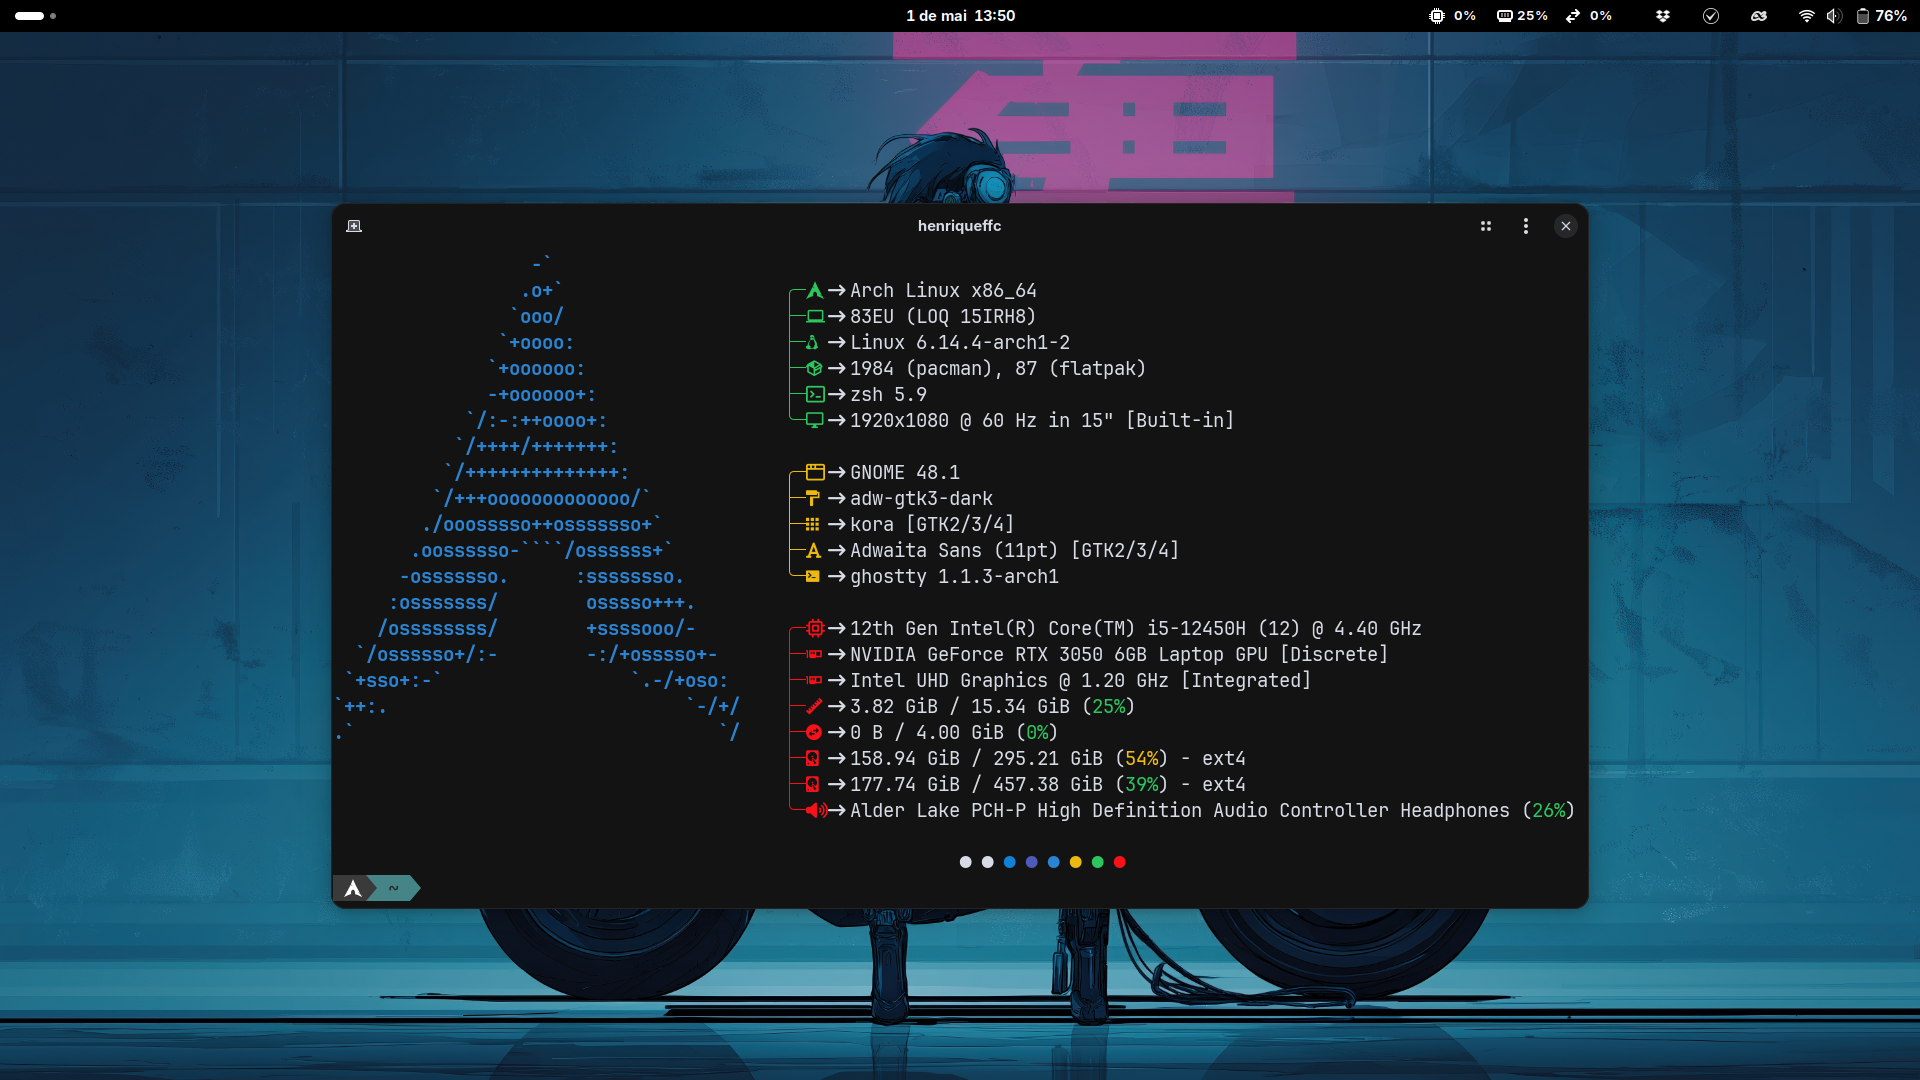 1 de mai 13:50
0% 25% 0% 76%
henriqueffc
-`
.o+`
`ooo/
`+oooo:
`+oooooo:
-+oooooo+:
`/:-:++oooo+:
`/++++/+++++++:
`/++++++++++++++:
`/+++ooooooooooooo/`
./ooosssso++osssssso+`
.oossssso-````/ossssss+`
-osssssso. :ssssssso.
:osssssss/ osssso+++.
/ossssssss/ +ssssooo/-
`/ossssso+/:- -:/+osssso+-
`+sso+:-` `.-/+oso:
`++:. `-/+/
.` `/
Arch Linux x86_64
83EU (LOQ 15IRH8)
Linux 6.14.4-arch1-2
1984 (pacman), 87 (flatpak)
zsh 5.9
1920x1080 @ 60 Hz in 15" [Built-in]
GNOME 48.1
adw-gtk3-dark
kora [GTK2/3/4]
Adwaita Sans (11pt) [GTK2/3/4]
ghostty 1.1.3-arch1
12th Gen Intel(R) Core(TM) i5-12450H (12) @ 4.40 GHz
NVIDIA GeForce RTX 3050 6GB Laptop GPU [Discrete]
Intel UHD Graphics @ 1.20 GHz [Integrated]
3.82 GiB / 15.34 GiB (25%)
0 B / 4.00 GiB (0%)
158.94 GiB / 295.21 GiB (54%) - ext4
177.74 GiB / 457.38 GiB (39%) - ext4
Alder Lake PCH-P High Definition Audio Controller Headphones (26%)
~